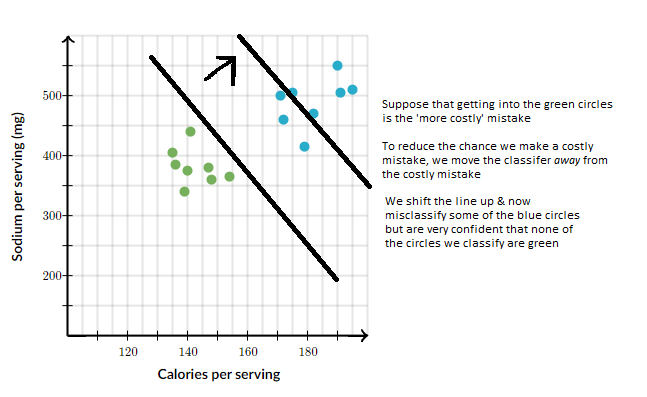 Sodium per serving (mg)
500
400
300
200
120 140 160 180
Calories per serving
Suppose that getting into the green circles
is the 'more costly' mistake
To reduce the chance we make a costly
mistake, we move the classifer away from
the costly mistake
We shift the line up & now
misclassify some of the blue circles
but are very confident that none of
the circles we classify are green